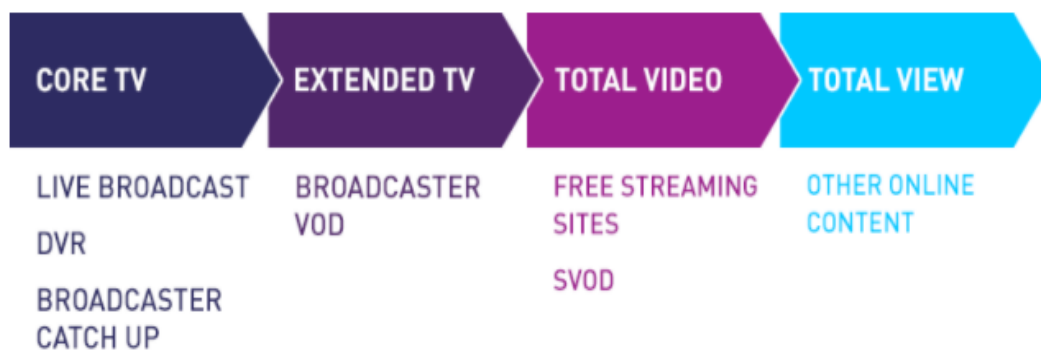 CORE TV
EXTENDED TV
TOTAL VIDEO
TOTAL VIEW
LIVE BROADCAST
DVR
BROADCASTER
CATCH UP
BROADCASTER
VOD
FREE STREAMING
SITES
SVOD
OTHER ONLINE
CONTENT